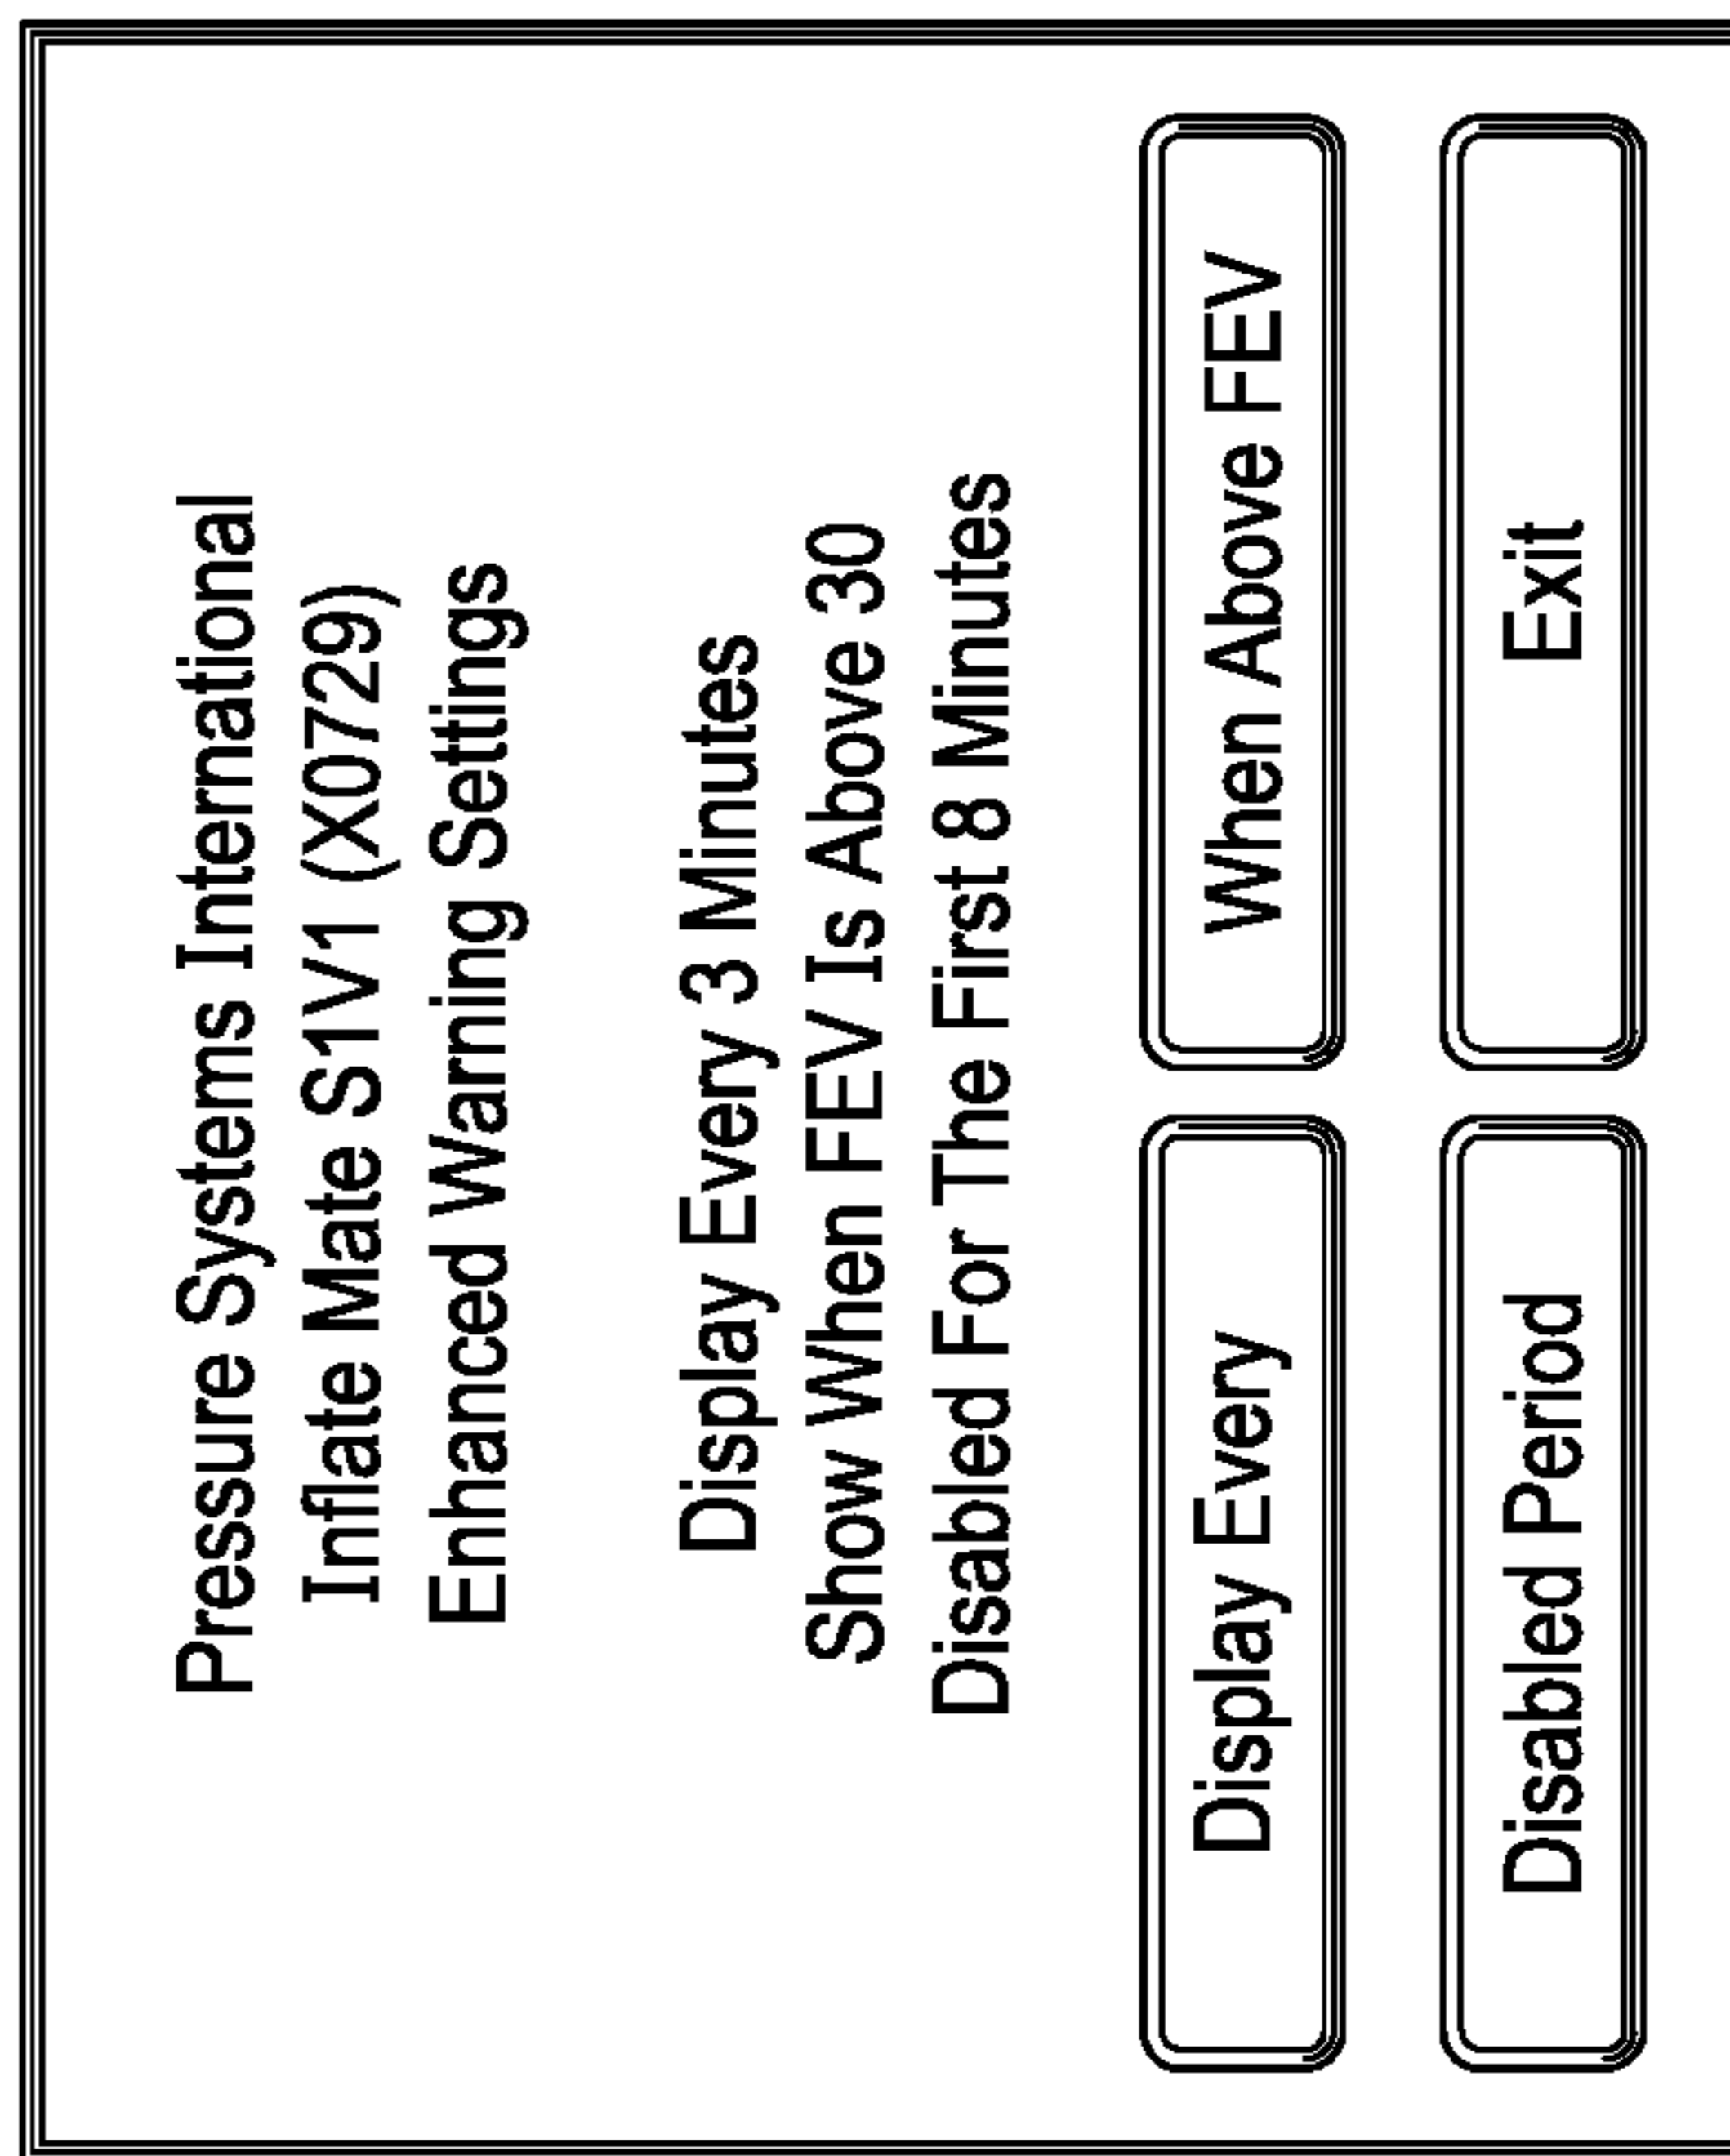 Pressure Systems International
Inflate Mate S1V1 (X0729)
Enhanced Warning Settings
Display Every 3 Minutes
Show When FEV Is Above 30
Disabled For The First 8 Minutes
Display Every
When Above FEV
Disabled Period
Exit